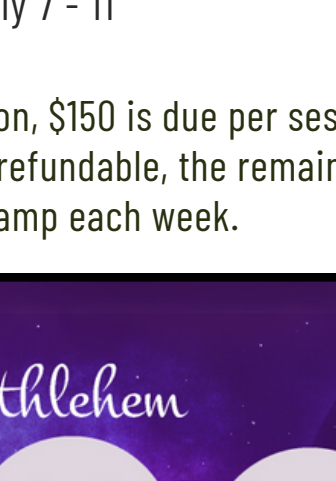 ly 7 - 11
on, $150 is due per ses
refundable, the remain
amp each week.
thlehem